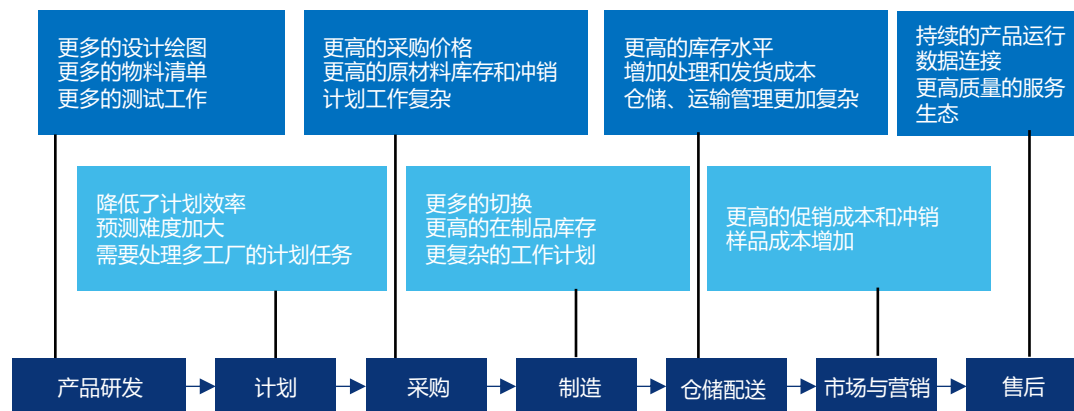 更多的设计绘图
更多的物料清单
更多的测试工作
更高的采购价格
更高的原材料库存和冲销
计划工作复杂
更高的库存水平
增加处理和发货成本
仓储、运输管理更加复杂
持续的产品运行
数据连接
更高质量的服务
生态
降低了计划效率
预测难度加大
需要处理多工厂的计划任务
更多的切换
更高的在制品库存
更复杂的工作计划
更高的促销成本和冲销
样品成本增加
产品研发
计划
采购
制造
仓储配送
市场与营销
售后